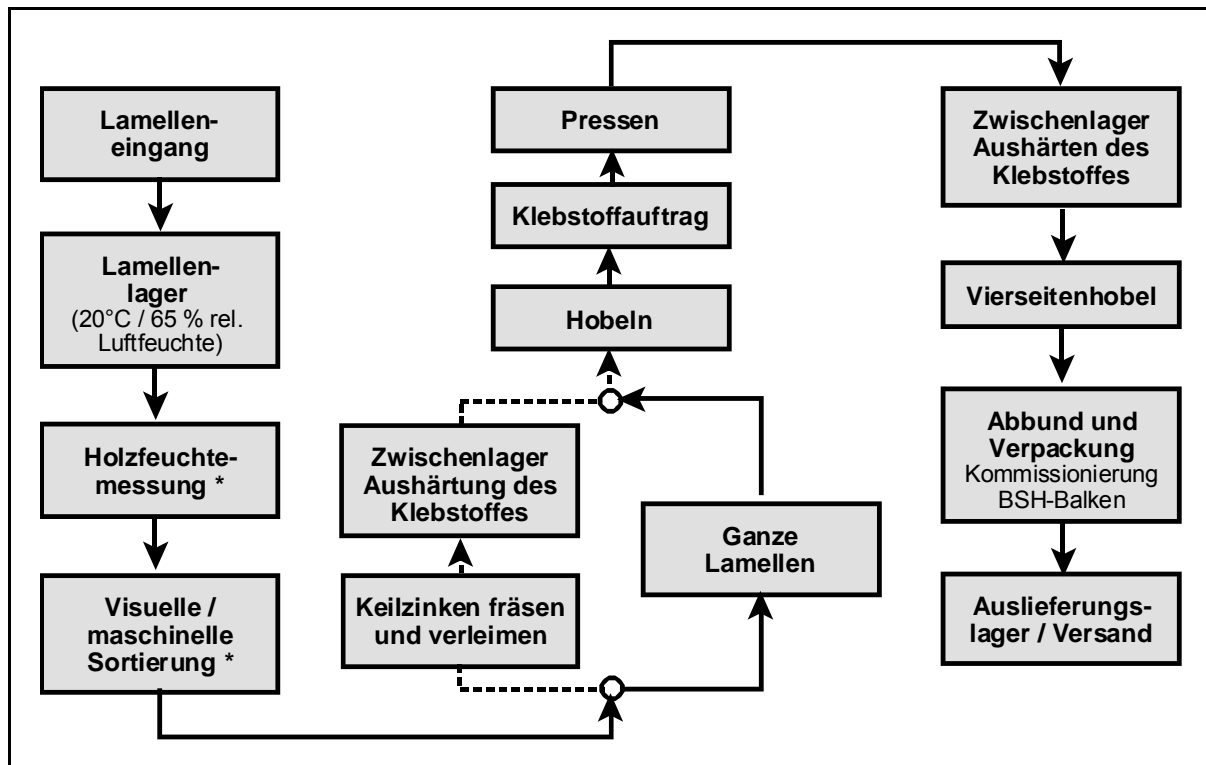 Lamellen-
eingang
Lamellen-
lager
(20°C / 65 % rel.
Luftfeuchte)
Holzfeuchte-
messung *
Visuelle /
maschinelle
Sortierung *
Keilzinken fräsen
und verleimen
Zwischenlager
Aushärtung des
Klebstoffes
Ganze
Lamellen
Hobeln
Klebstoffauftrag
Pressen
Zwischenlager
Aushärten des
Klebstoffes
Vierseitenhobel
Abbund und
Verpackung
Kommissionierung
BSH-Balken
Auslieferungs-
lager / Versand